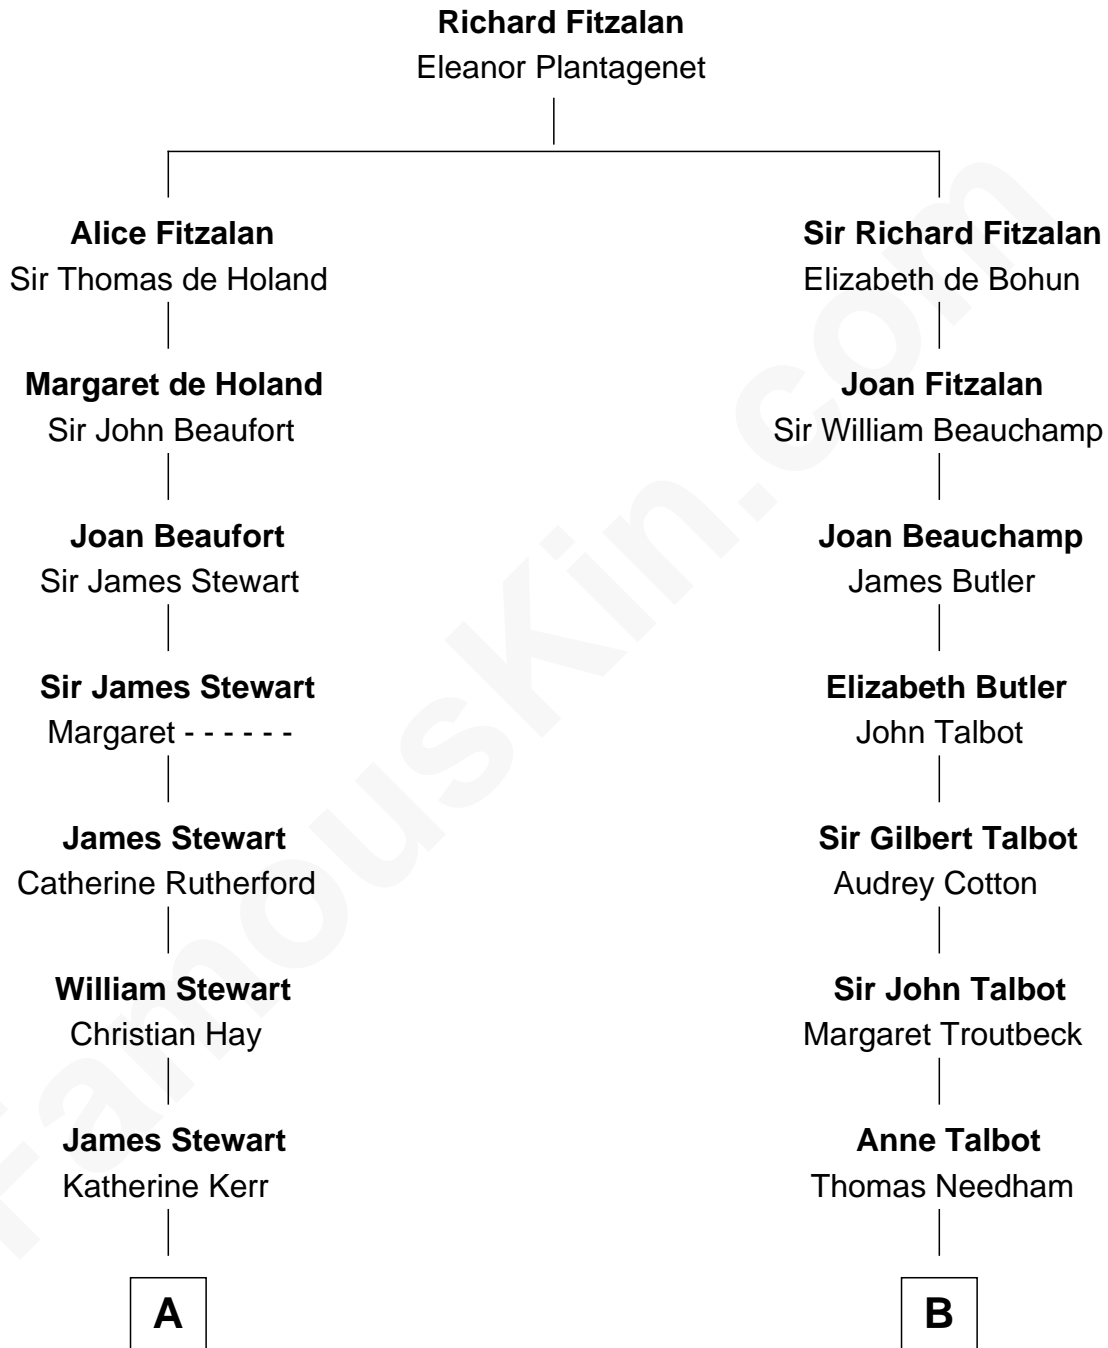 Richard Fitzalan
Eleanor Plantagenet
Alice Fitzalan
Sir Thomas de Holand
Sir Richard Fitzalan
Elizabeth de Bohun
Margaret de Holand
Sir John Beaufort
Joan Fitzalan
Sir William Beauchamp
Joan Beaufort
Sir James Stewart
Joan Beauchamp
James Butler
Sir James Stewart
Margaret - - - - - -
Elizabeth Butler
John Talbot
James Stewart
Catherine Rutherford
Sir Gilbert Talbot
Audrey Cotton
William Stewart
Christian Hay
Sir John Talbot
Margaret Troutbeck
James Stewart
Katherine Kerr
Anne Talbot
Thomas Needham
A
B
FamousKin.com